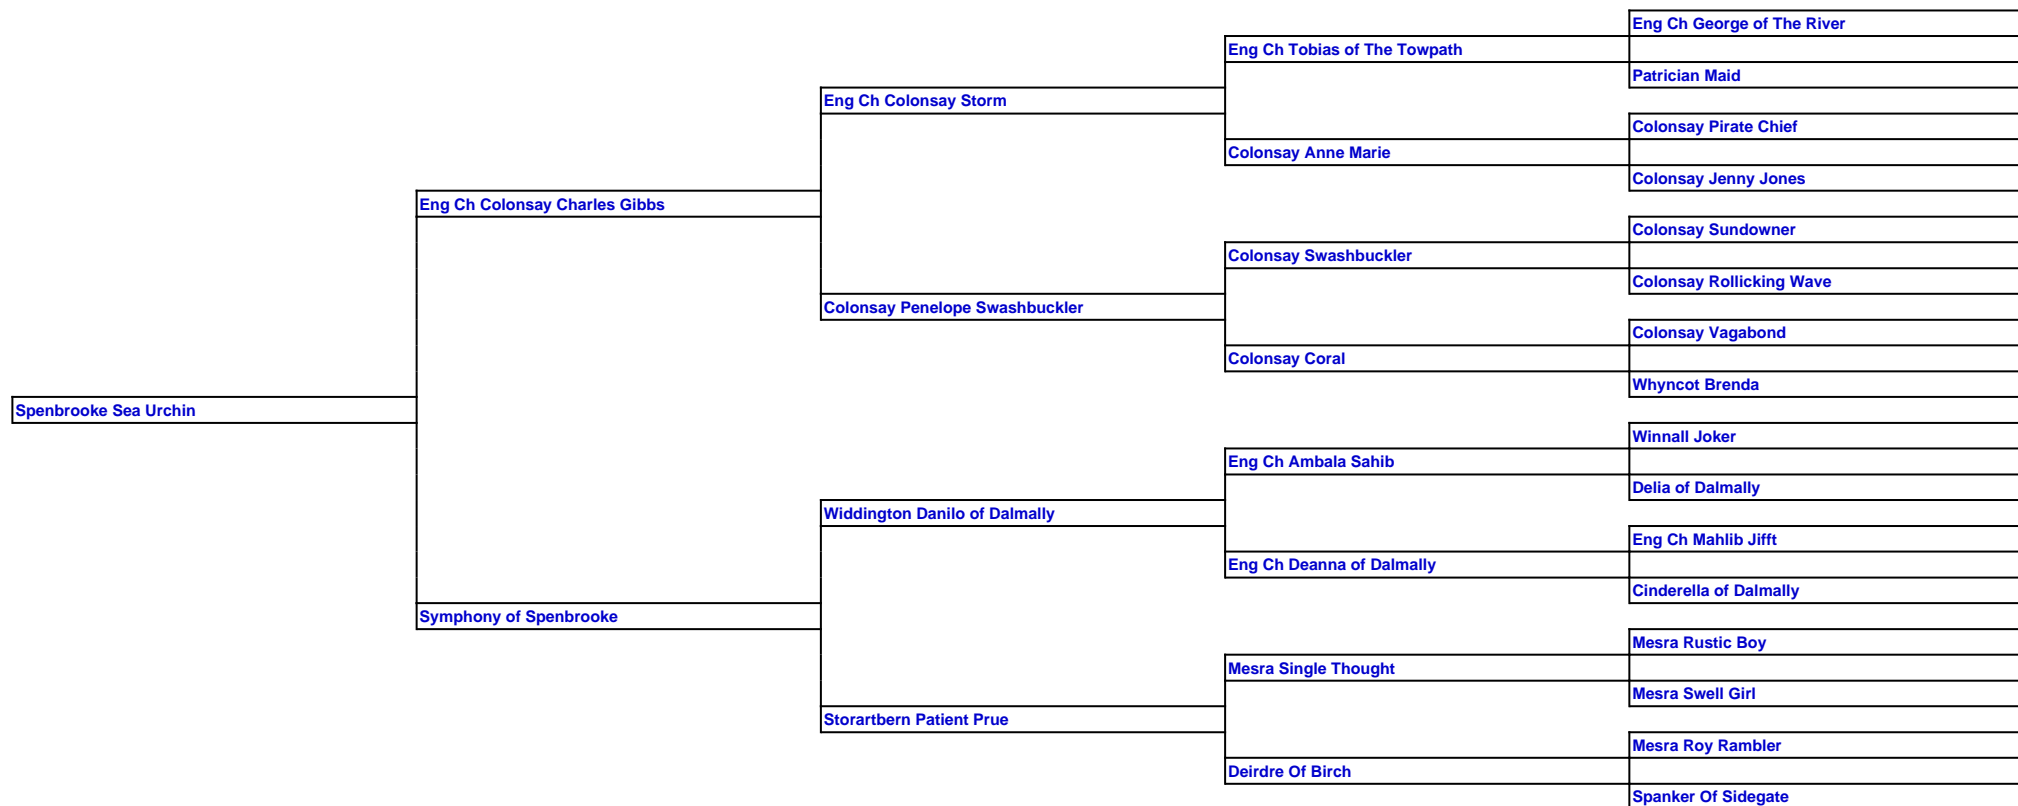 Eng Ch George of The River
Eng Ch Tobias of The Towpath
Patrician Maid
Eng Ch Colonsay Storm
Colonsay Pirate Chief
Colonsay Anne Marie
Colonsay Jenny Jones
Eng Ch Colonsay Charles Gibbs
Colonsay Sundowner
Colonsay Swashbuckler
Colonsay Rollicking Wave
Colonsay Penelope Swashbuckler
Colonsay Vagabond
Colonsay Coral
Whyncot Brenda
Spenbrooke Sea Urchin
Winnall Joker
Eng Ch Ambala Sahib
Delia of Dalmally
Widdington Danilo of Dalmally
Eng Ch Mahlib Jifft
Eng Ch Deanna of Dalmally
Cinderella of Dalmally
Symphony of Spenbrooke
Mesra Rustic Boy
Mesra Single Thought
Mesra Swell Girl
Storartbern Patient Prue
Mesra Roy Rambler
Deirdre Of Birch
Spanker Of Sidegate